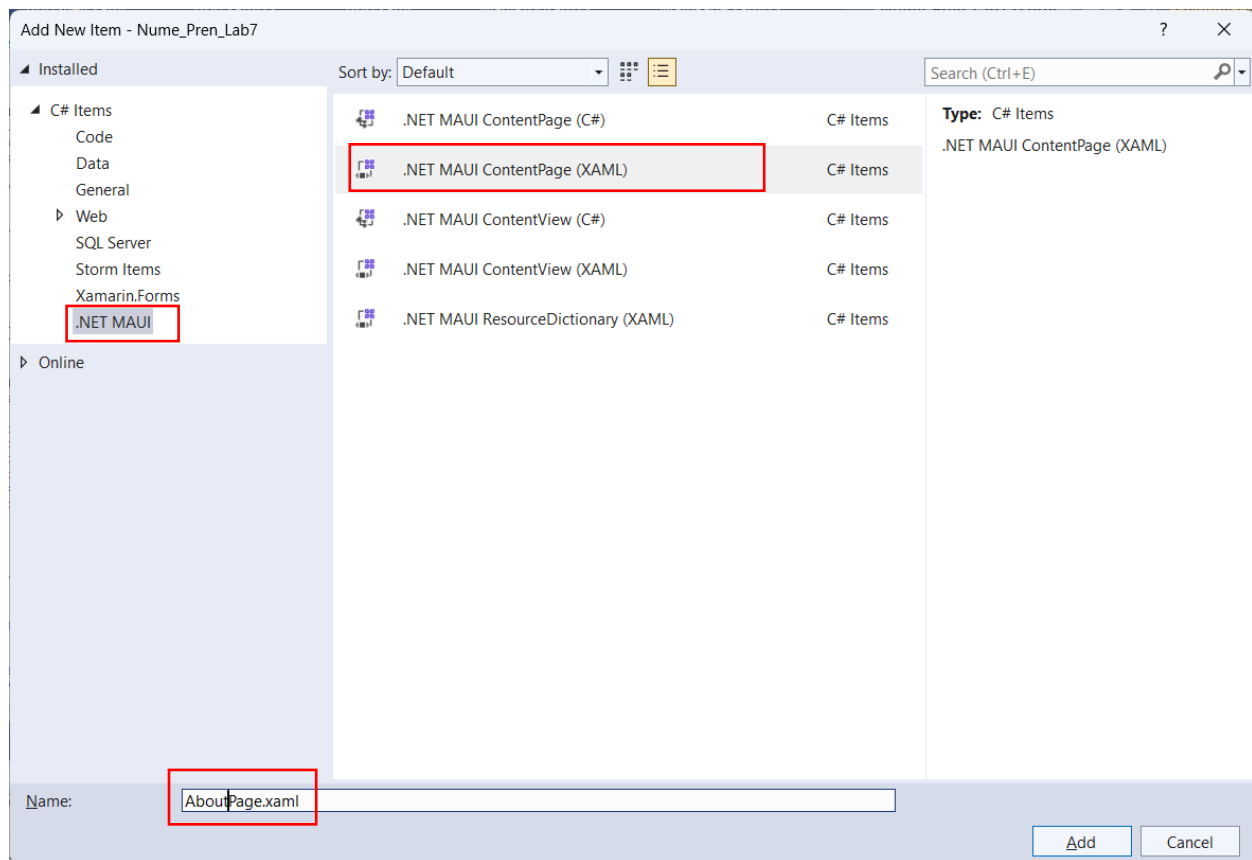 Add New Item - Nume_Pren_Lab7 ?
Installed
Sort by: Default
Search (Ctrl+E)
C# Items
Code
Data
General
Web
SQL Server
Storm Items
Xamarin.Forms
.NET MAUI
Online
.NET MAUI ContentPage (C#) C# Items
.NET MAUI ContentPage (XAML) C# Items
.NET MAUI ContentView (C#) C# Items
.NET MAUI ContentView (XAML) C# Items
.NET MAUI ResourceDictionary (XAML) C# Items
Type: C# Items
.NET MAUI ContentPage (XAML)
Name: AboutPage.xaml
Add Cancel